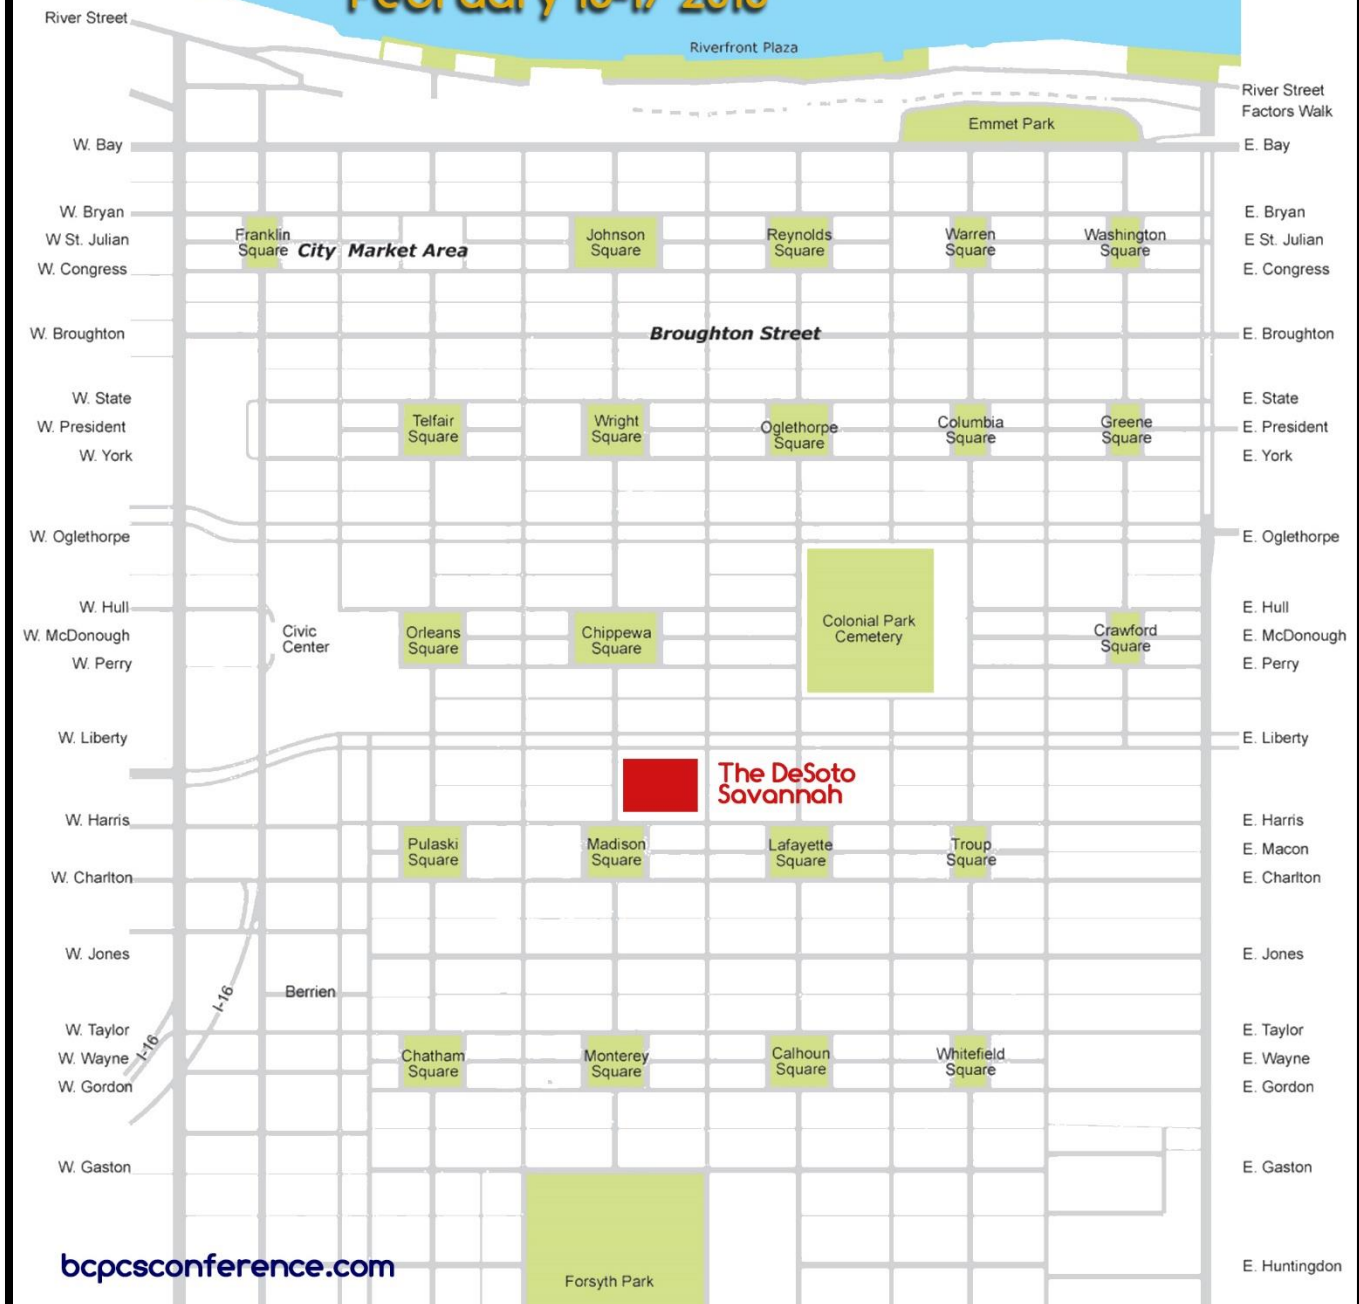 February 16-17 2018
River Street
Riverfront Plaza
River Street
Factors Walk
Emmet Park
W. Bay
E. Bay
W. Bryan
E. Bryan
W St. Julian
E St. Julian
W. Congress
E. Congress
Franklin
Square
City Market Area
Johnson
Square
Reynolds
Square
Warren
Square
Washington
Square
W. Broughton
Broughton Street
E. Broughton
W. State
E. State
W. President
E. President
W. York
E. York
Telfair
Square
Wright
Square
Oglethorpe
Square
Columbia
Square
Greene
Square
W. Oglethorpe
E. Oglethorpe
W. Hull
E. Hull
W. McDonough
E. McDonough
W. Perry
E. Perry
Civic
Center
Orleans
Square
Chippewa
Square
Colonial Park
Cemetery
Crawford
Square
W. Liberty
E. Liberty
The DeSoto
Savannah
W. Harris
E. Harris
E. Macon
W. Charlton
E. Charlton
Pulaski
Square
Madison
Square
Lafayette
Square
Troup
Square
W. Jones
E. Jones
I-16
Berrien
I-16
W. Taylor
E. Taylor
W. Wayne
E. Wayne
W. Gordon
E. Gordon
Chatham
Square
Monterey
Square
Calhoun
Square
Whitefield
Square
W. Gaston
E. Gaston
bcpcsconference.com
Forsyth Park
E. Huntingdon